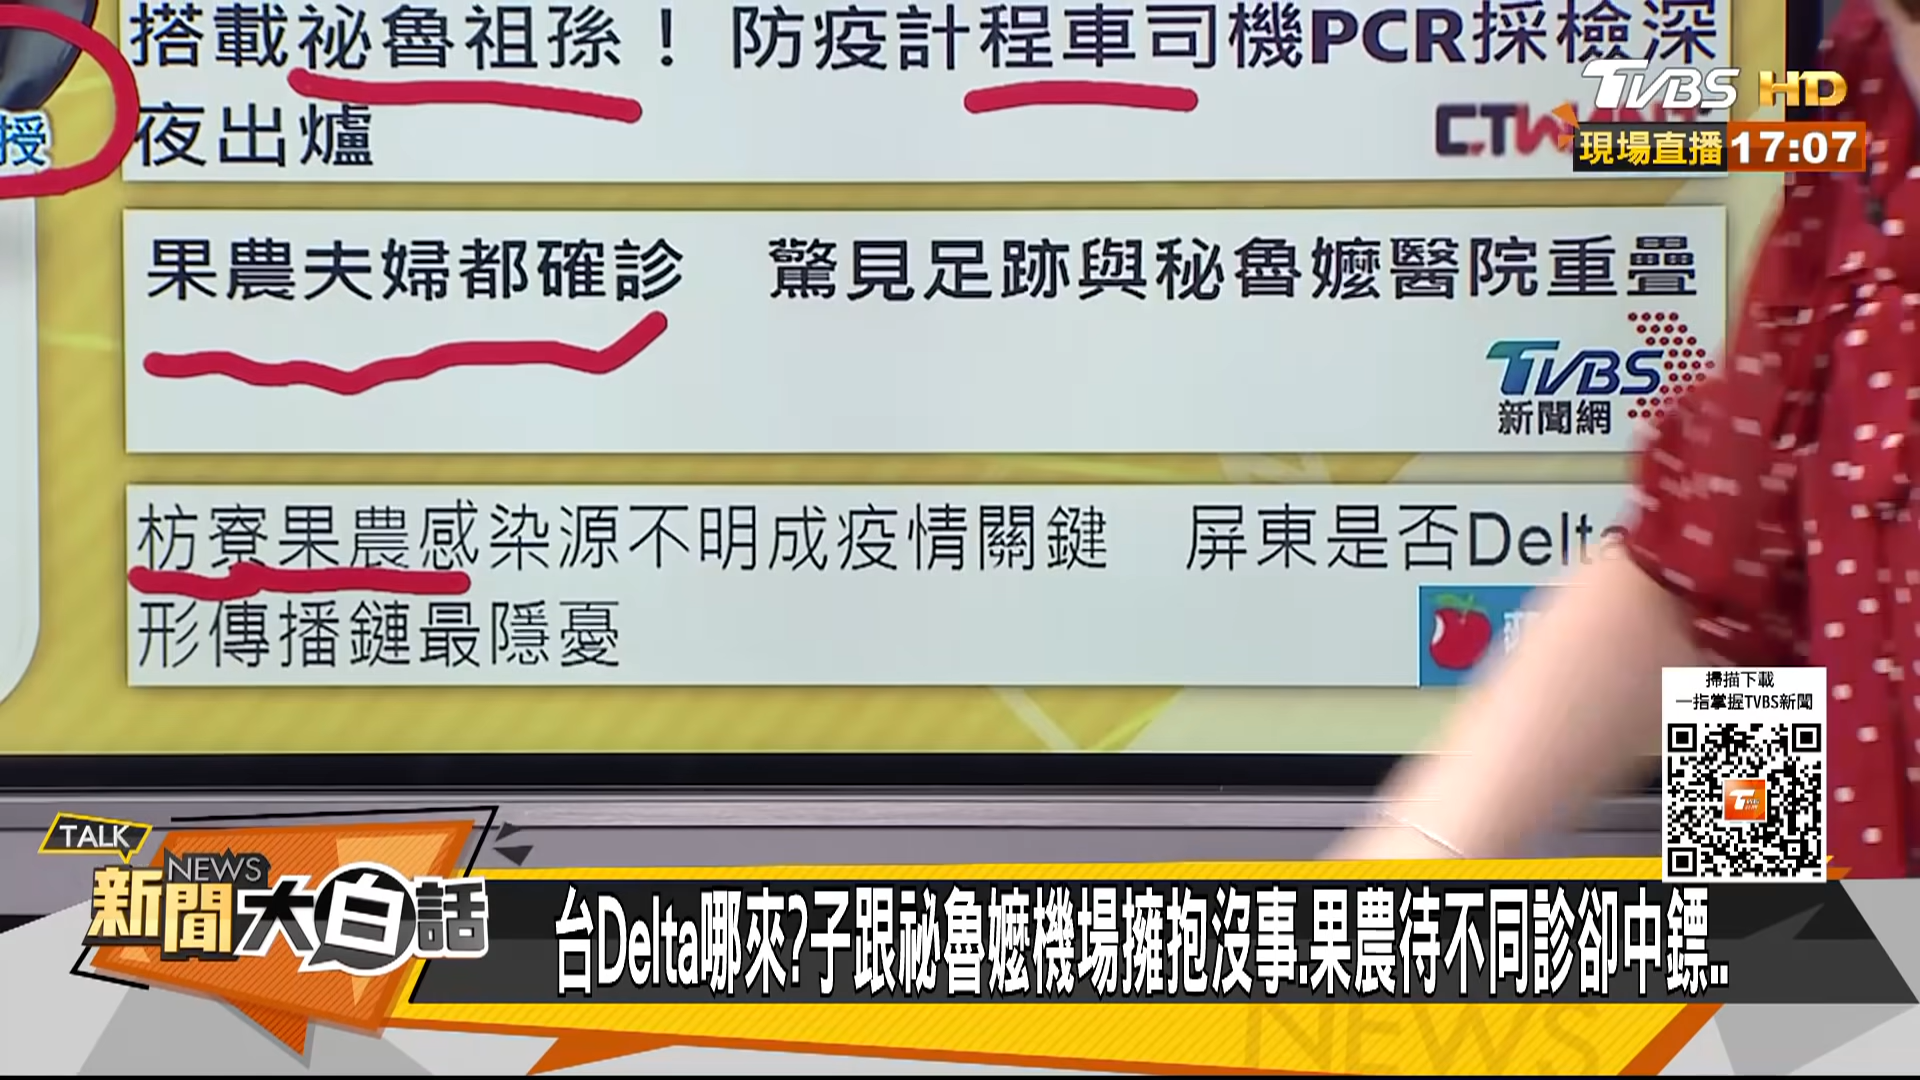 搭載祕魯祖孫！ 防疫計程車司機PCR採檢深
夜出爐
授
TVBS HD
現場直播 17:07
果農夫婦都確診 驚見足跡與秘魯嬤醫院重疊
TVBS
新聞網
枋寮果農感染源不明成疫情關鍵 屏東是否Delta
形傳播鏈最隱憂
掃描下載
一指掌握TVBS新聞
TALK
NEWS
新聞大白話
台Delta哪來?子跟祕魯嬤機場擁抱沒事.果農待不同診卻中鏢..
NEWS